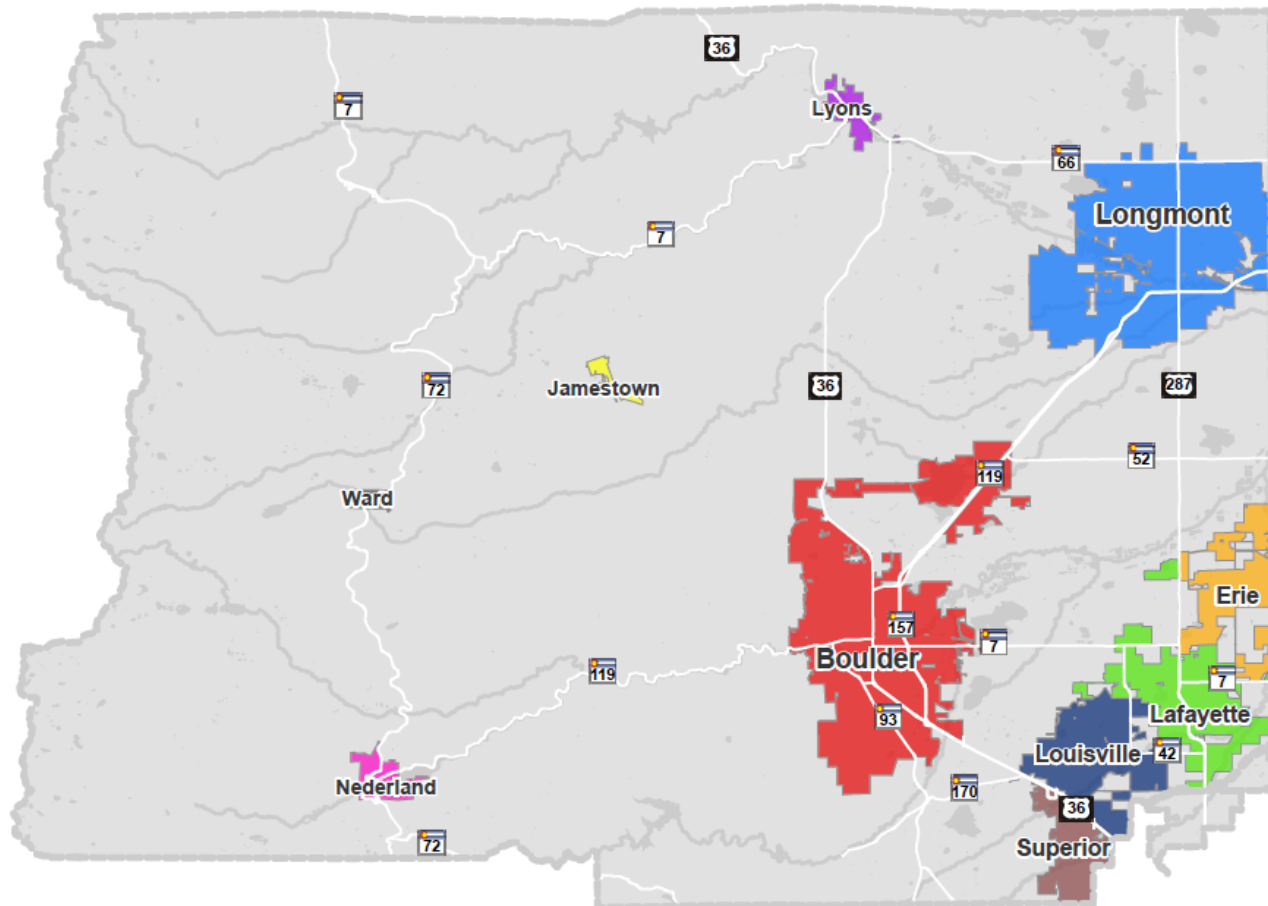 36
7
Lyons
66
Longmont
7
36
287
72
Jamestown
52
119
Ward
Erie
157
7
Boulder
119
7
93
Lafayette
Louisville
42
Nederland
170
36
72
Superior